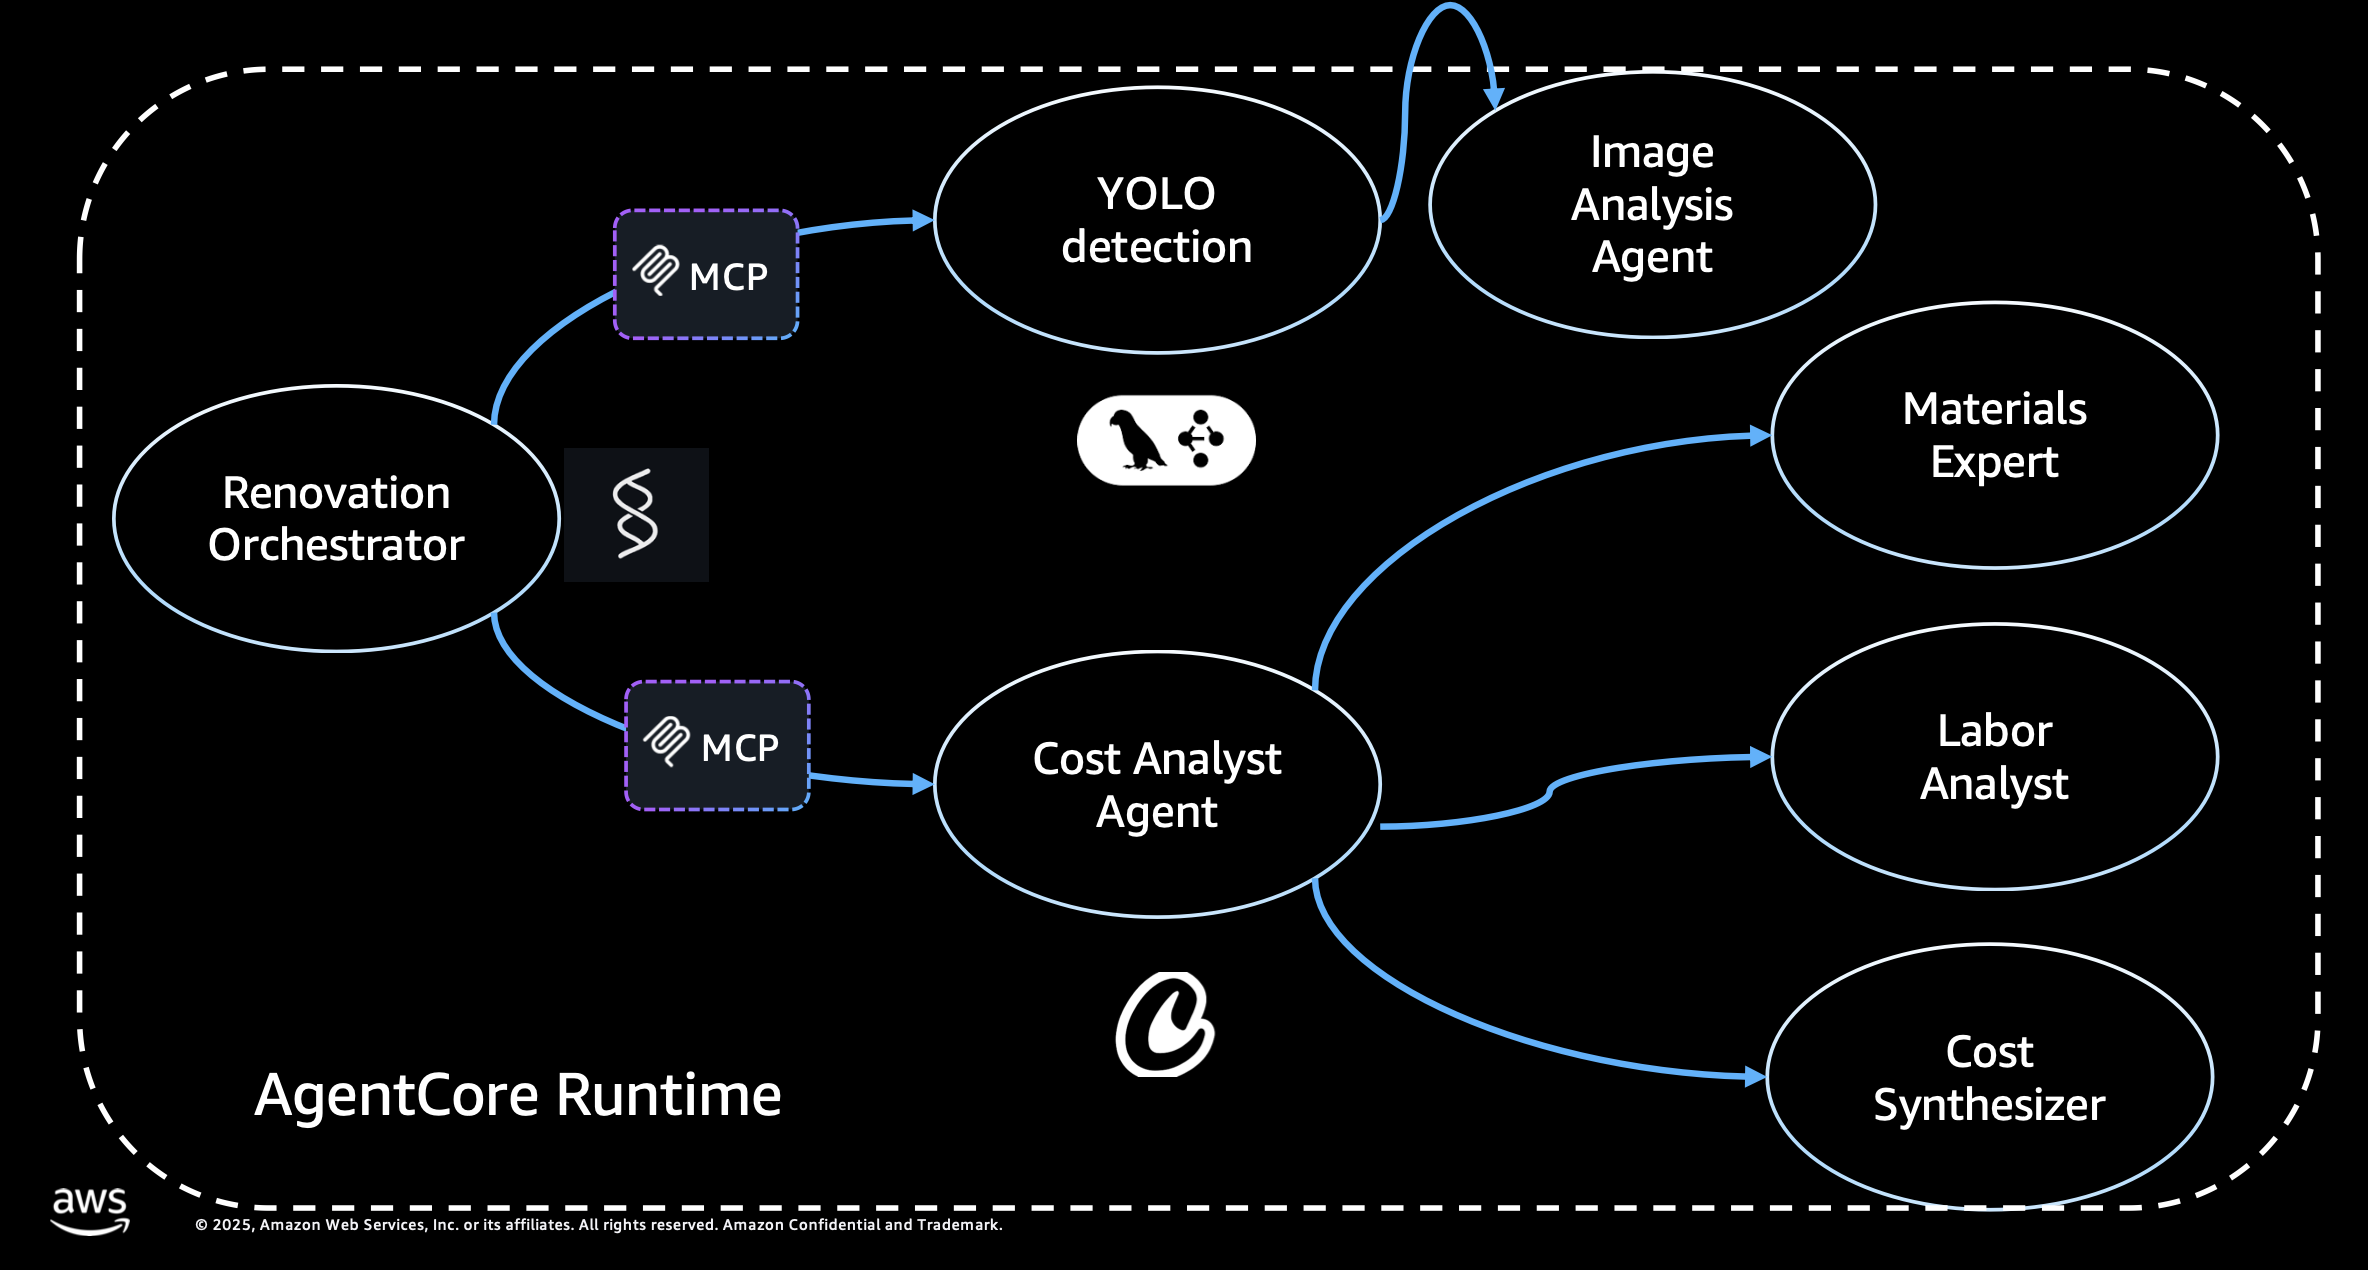 Image
Analysis
Agent
YOLO
detection
MCP
Materials
Expert
Renovation
Orchestrator
MCP
Cost Analyst
Agent
Labor
Analyst
Cost
Synthesizer
AgentCore Runtime
aws
© 2025, Amazon Web Services, Inc. or its affiliates. All rights reserved. Amazon Confidential and Trademark.